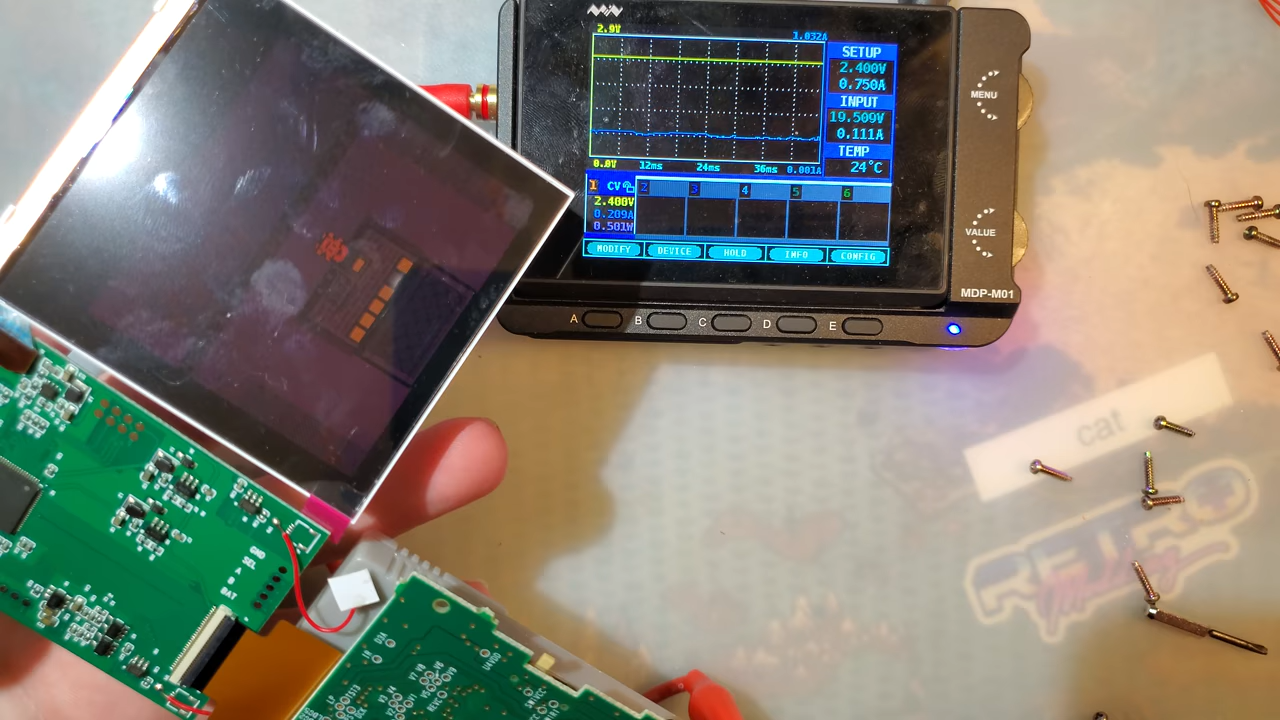 2.9V
1.032A
SETUP
2.400V
0.750A
INPUT
19.509V
0.111A
TEMP
24°C
0.0V 12ms 24ms 36ms 0.001A
1 CV 2 3 4 5 6
2.400V
0.209A
0.501W
MODIFY DEVICE HOLD INFO CONFIG
MENU
VALUE
MDP-M01
A B C D E
cat
RETRO
Modding
GND
SEL
A
B
BAT
U4VDD